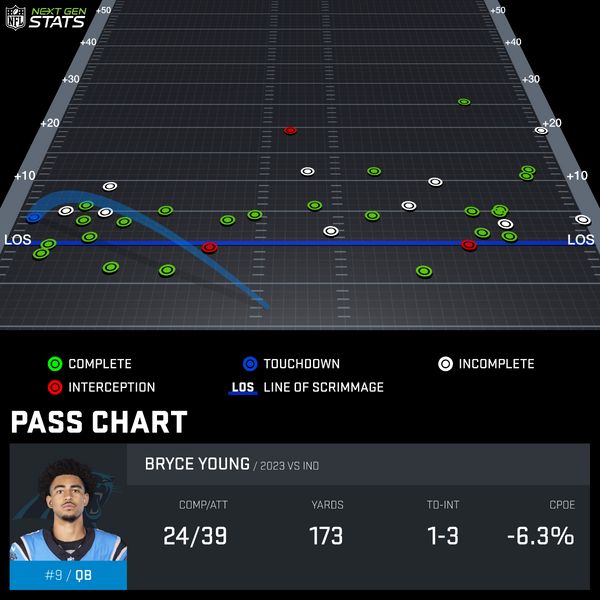 NFL NEXT GEN STATS
+50 +50
+40 +40
+30 +30
+20 +20
+10 +10
LOS LOS
COMPLETE TOUCHDOWN INCOMPLETE
INTERCEPTION LOS LINE OF SCRIMMAGE
PASS CHART
BRYCE YOUNG / 2023 VS IND
COMP/ATT YARDS TD-INT CPOE
24/39 173 1-3 -6.3%
#9 / QB